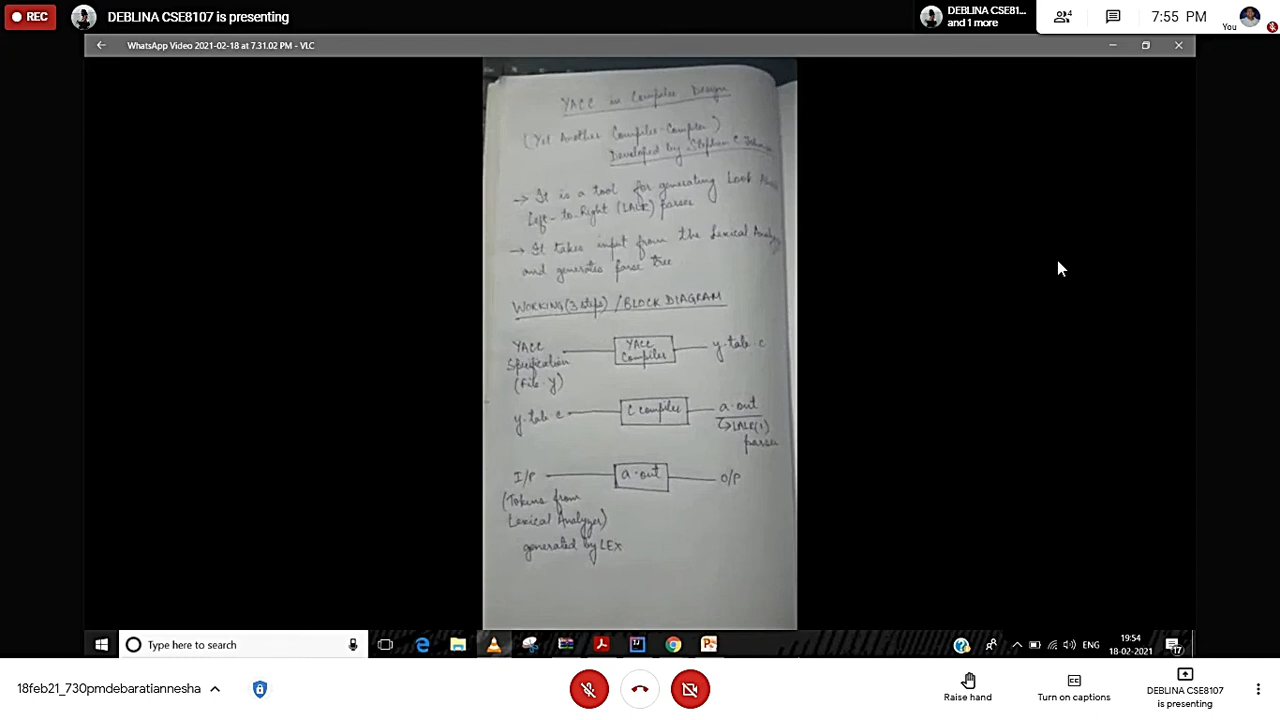 REC
DEBLINA CSE8107 is presenting
DEBLINA CSE81...
and 1 more
4
7:55 PM
You
WhatsApp Video 2021-02-18 at 7.31.02 PM - VLC
YACC in Compiler Design
(Yet Another Compiler-Compiler)
Developed by Stephen C
→ It is a tool for generating Look
Left-to-Right (LALR) parser
→ It takes input from the Lexical
and generates parse tree
WORKING (3 steps) / BLOCK DIAGRAM
YACC
Specification
(File.y)
YACC
Compiler
y.tab.c
y.tab.c
C compiler
a.out
↳ LALR(1)
parser
I/P
a.out
O/P
(Tokens from
Lexical Analyzer)
generated by LEX
Type here to search
ENG
19:54
18-02-2021
17
18feb21_730pmdebaratiannesha
Raise hand
Turn on captions
DEBLINA CSE8107
is presenting